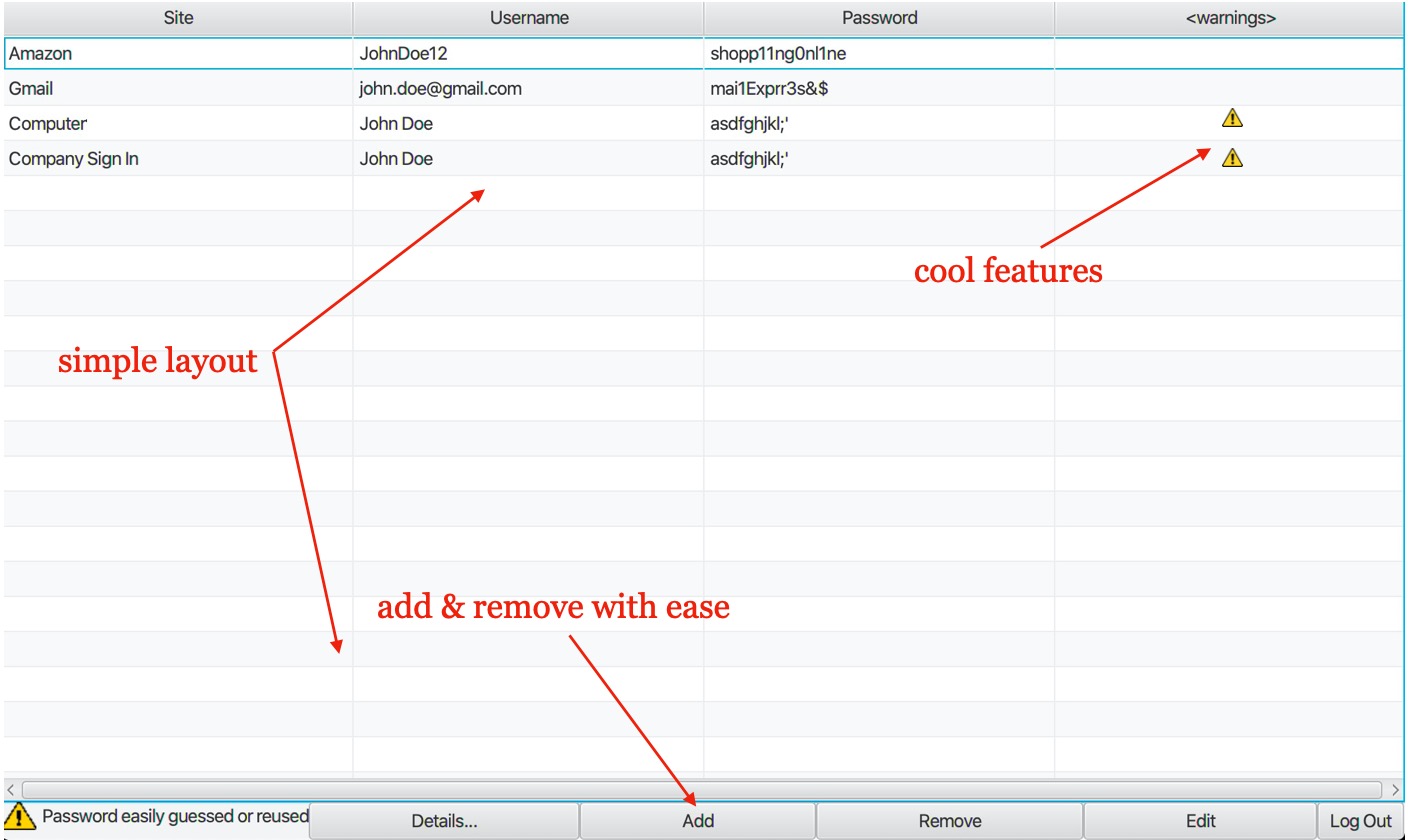 Site Username Password <warnings>
Amazon JohnDoe12 shopp11ng0nl1ne
Gmail john.doe@gmail.com mai1Exprr3s&$
Computer John Doe asdfghjkl;'
Company Sign In John Doe asdfghjkl;'
cool features
simple layout
add & remove with ease
Password easily guessed or reused Details... Add Remove Edit Log Out